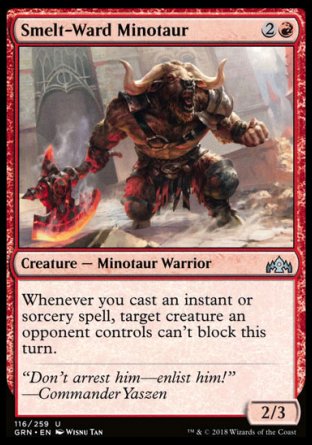 Smelt-Ward Minotaur 2
Creature — Minotaur Warrior
Whenever you cast an instant or
sorcery spell, target creature an
opponent controls can't block this
turn.
“Don't arrest him—enlist him!”
—Commander Yaszen
2/3
116/259 U
GRN • EN Wisnu Tan
™ & © 2018 Wizards of the Coast